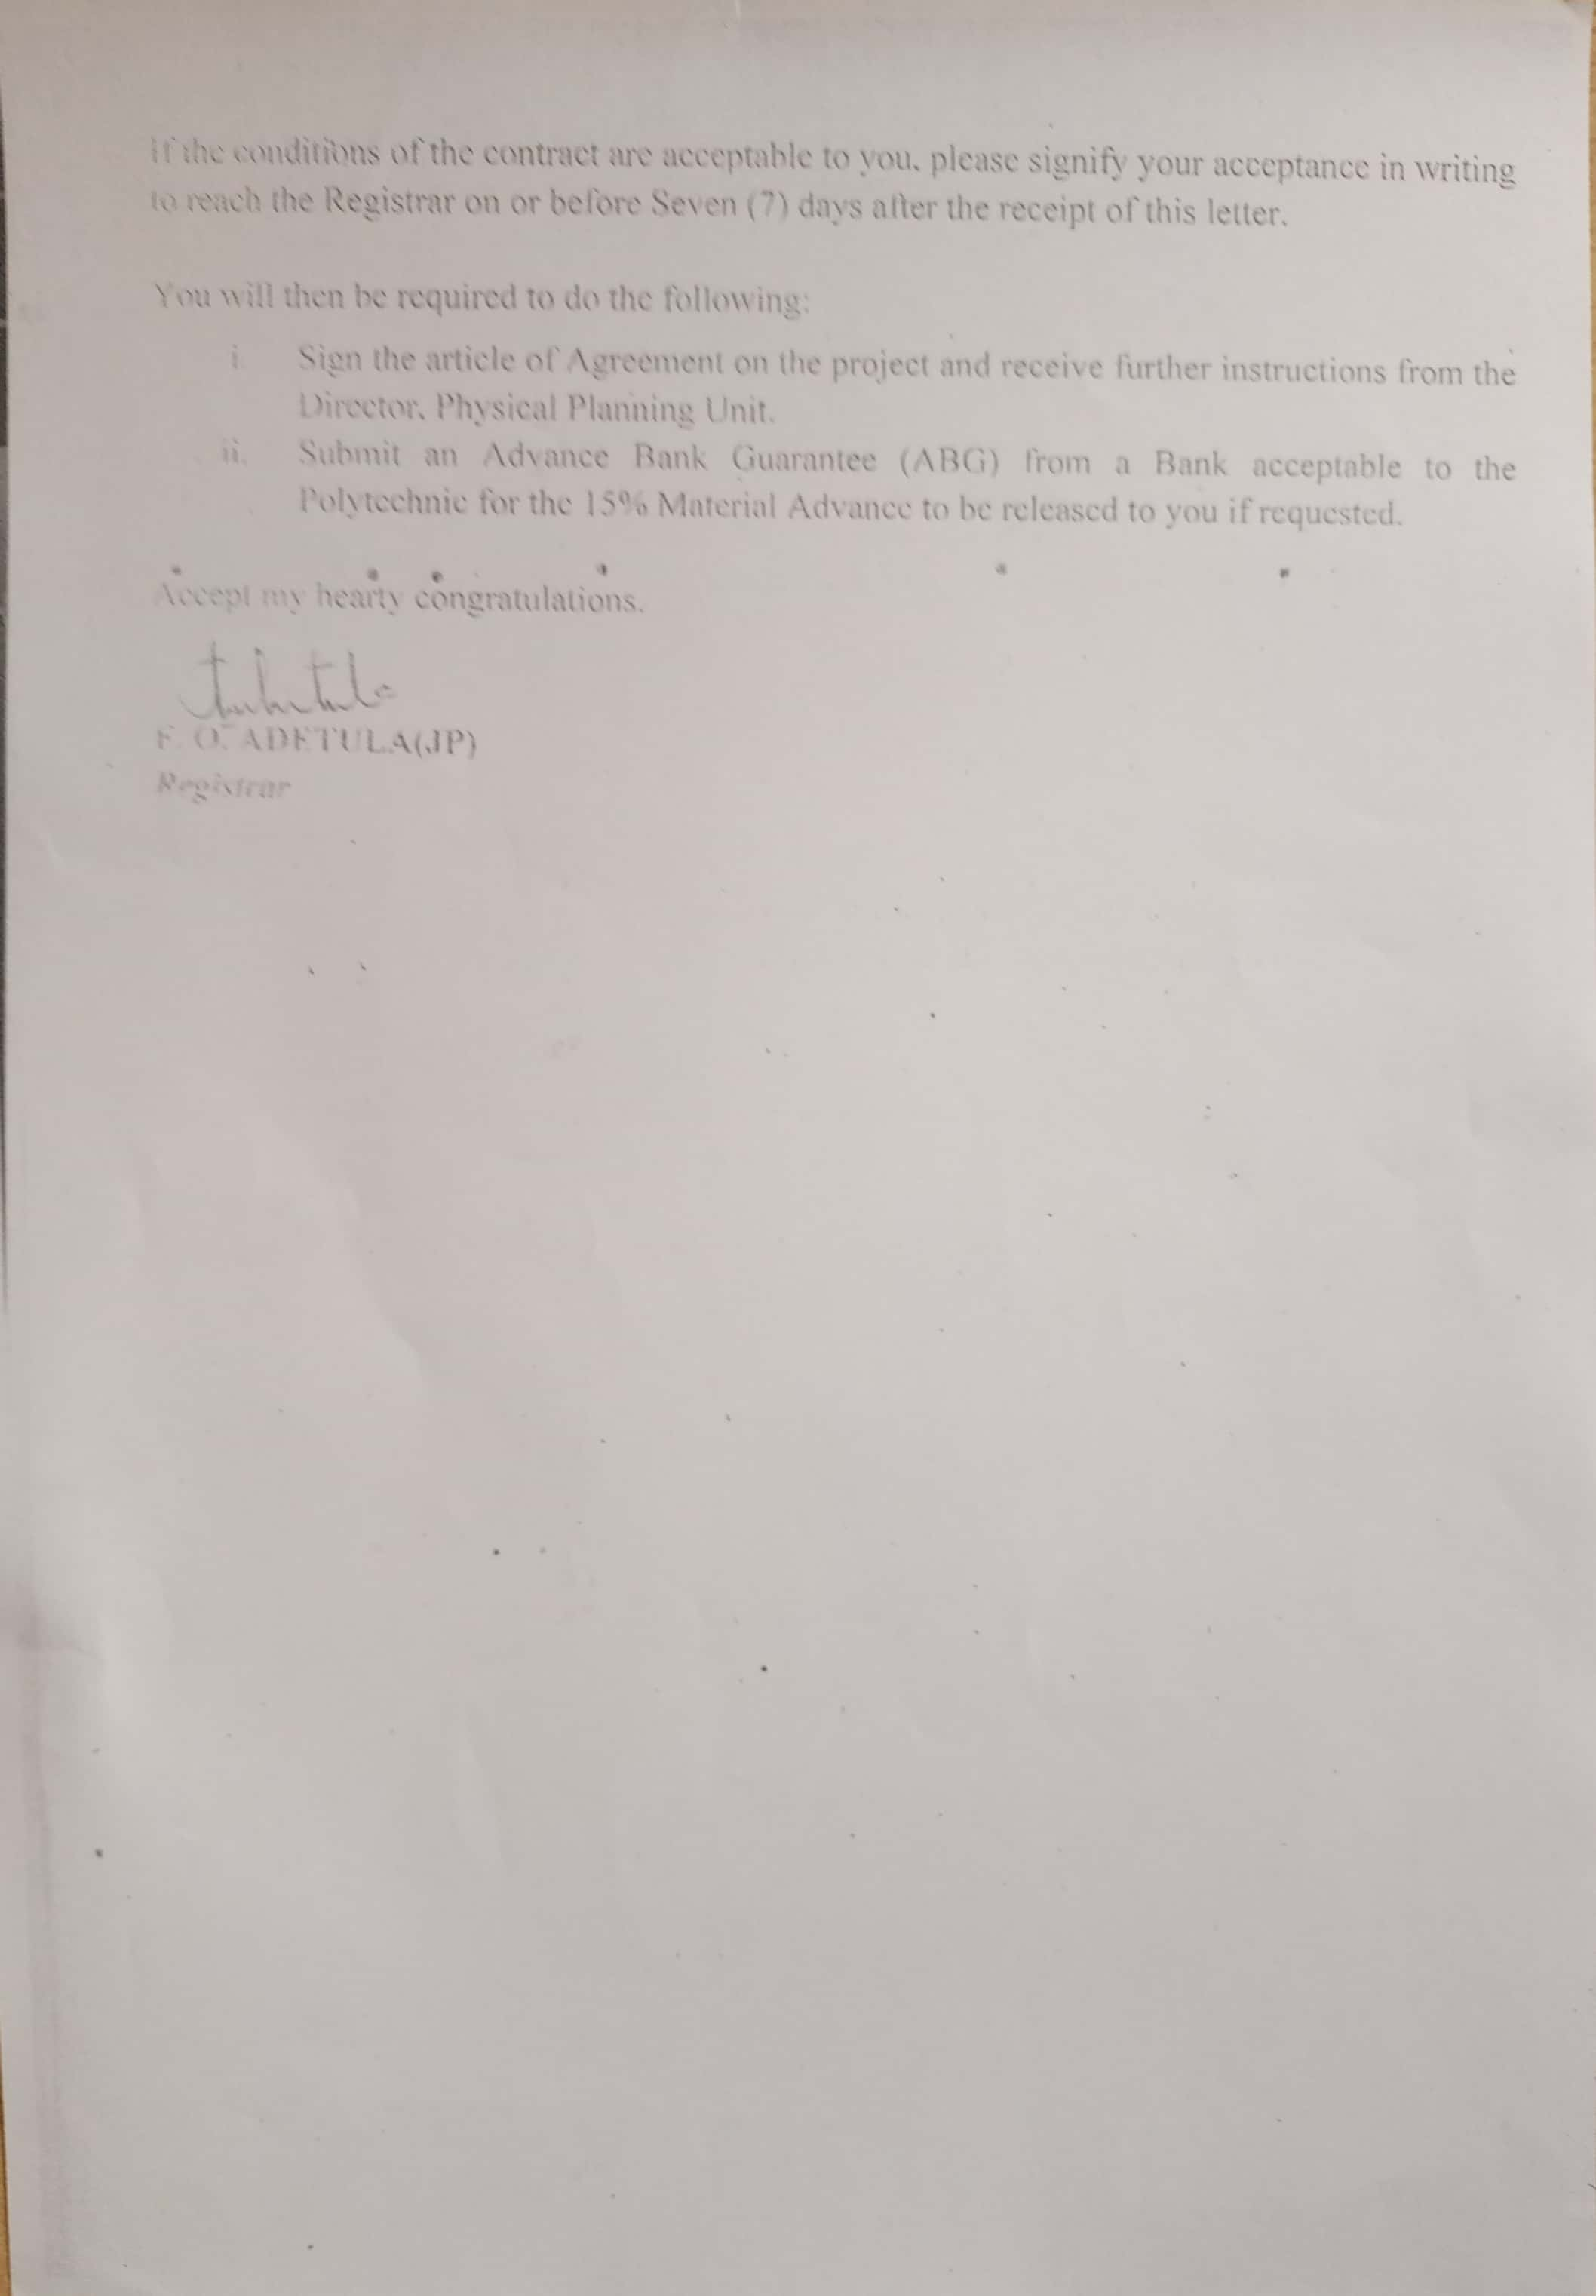 If the conditions of the contract are acceptable to you, please signify your acceptance in writing
to reach the Registrar on or before Seven (7) days after the receipt of this letter.
You will then be required to do the following:
i. Sign the article of Agreement on the project and receive further instructions from the
Director, Physical Planning Unit.
ii. Submit an Advance Bank Guarantee (ABG) from a Bank acceptable to the
Polytechnic for the 15% Material Advance to be released to you if requested.
Accept my hearty congratulations.
F. O. ADETULA(JP)
Registrar